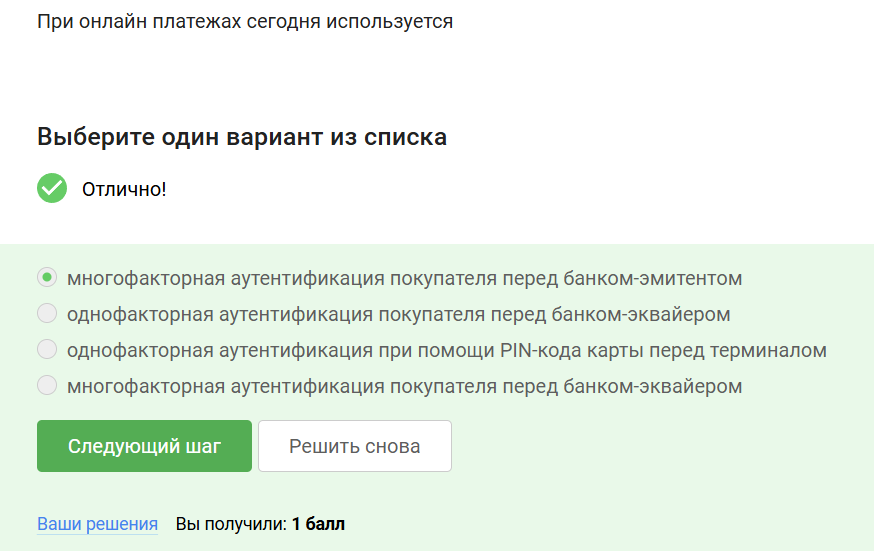 При онлайн платежах сегодня используется
Выберите один вариант из списка
Отлично!
многофакторная аутентификация покупателя перед банком-эмитентом
однофакторная аутентификация покупателя перед банком-эквайером
однофакторная аутентификация при помощи PIN-кода карты перед терминалом
многофакторная аутентификация покупателя перед банком-эквайером
Следующий шаг Решить снова
Ваши решения Вы получили: 1 балл